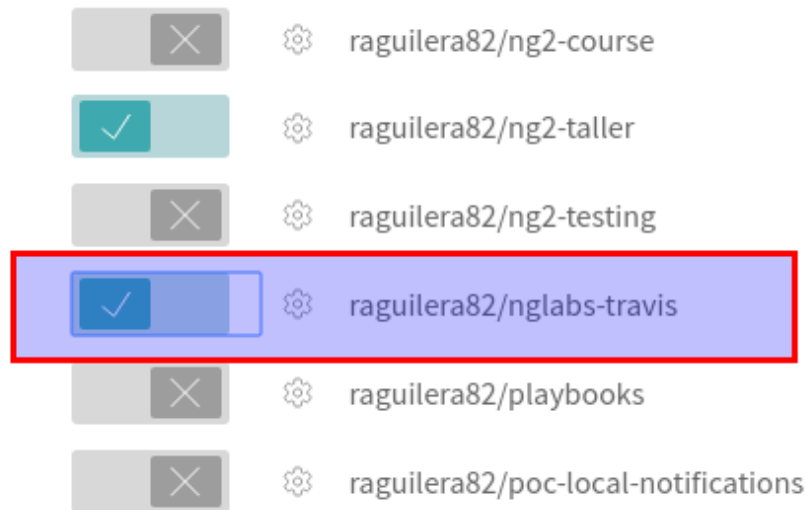 raguilera82/ng2-course
raguilera82/ng2-taller
raguilera82/ng2-testing
raguilera82/nglabs-travis
raguilera82/playbooks
raguilera82/poc-local-notifications